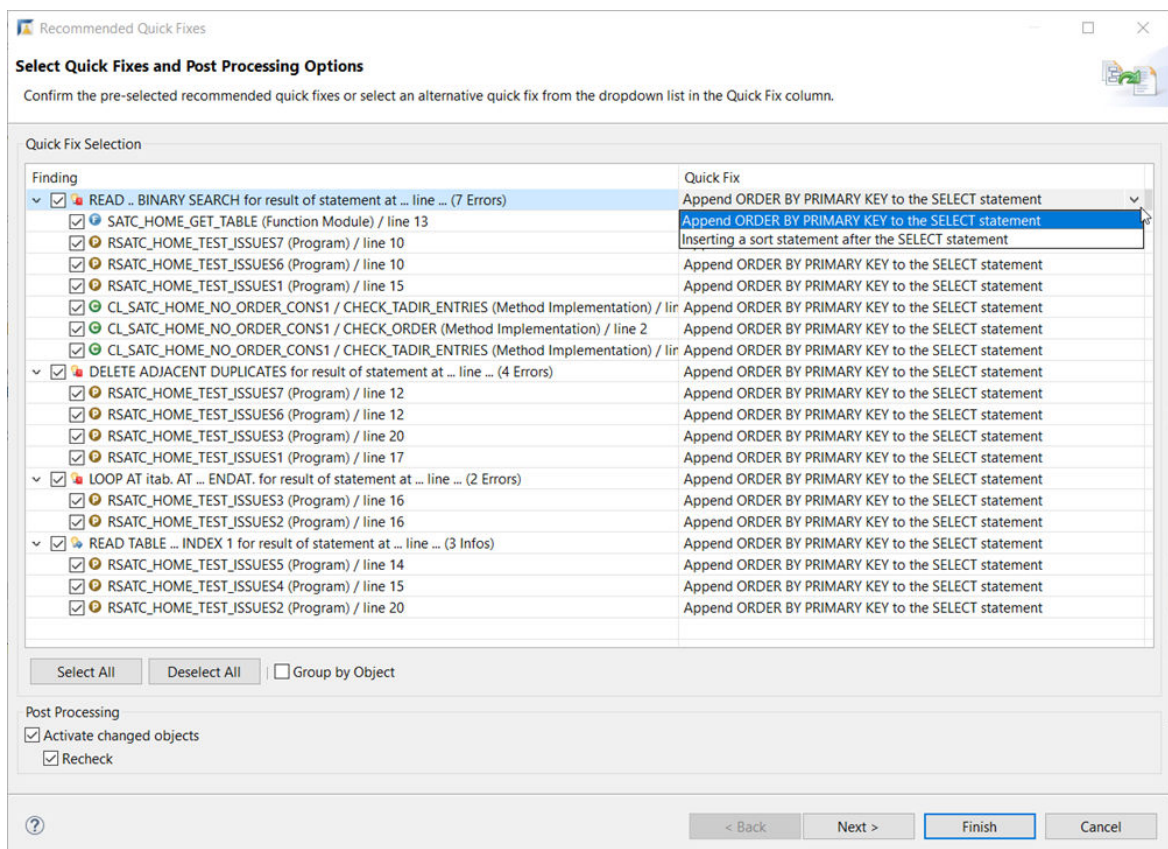 Recommended Quick Fixes
Select Quick Fixes and Post Processing Options
Confirm the pre-selected recommended quick fixes or select an alternative quick fix from the dropdown list in the Quick Fix column.
Quick Fix Selection
Finding Quick Fix
READ .. BINARY SEARCH for result of statement at ... line ... (7 Errors) Append ORDER BY PRIMARY KEY to the SELECT statement
SATC_HOME_GET_TABLE (Function Module) / line 13 Append ORDER BY PRIMARY KEY to the SELECT statement
RSATC_HOME_TEST_ISSUES7 (Program) / line 10 Inserting a sort statement after the SELECT statement
RSATC_HOME_TEST_ISSUES6 (Program) / line 10 Append ORDER BY PRIMARY KEY to the SELECT statement
RSATC_HOME_TEST_ISSUES1 (Program) / line 15 Append ORDER BY PRIMARY KEY to the SELECT statement
CL_SATC_HOME_NO_ORDER_CONS1 / CHECK_TADIR_ENTRIES (Method Implementation) / lin Append ORDER BY PRIMARY KEY to the SELECT statement
CL_SATC_HOME_NO_ORDER_CONS1 / CHECK_ORDER (Method Implementation) / line 2 Append ORDER BY PRIMARY KEY to the SELECT statement
CL_SATC_HOME_NO_ORDER_CONS1 / CHECK_TADIR_ENTRIES (Method Implementation) / lin Append ORDER BY PRIMARY KEY to the SELECT statement
DELETE ADJACENT DUPLICATES for result of statement at ... line ... (4 Errors) Append ORDER BY PRIMARY KEY to the SELECT statement
RSATC_HOME_TEST_ISSUES7 (Program) / line 12 Append ORDER BY PRIMARY KEY to the SELECT statement
RSATC_HOME_TEST_ISSUES6 (Program) / line 12 Append ORDER BY PRIMARY KEY to the SELECT statement
RSATC_HOME_TEST_ISSUES3 (Program) / line 20 Append ORDER BY PRIMARY KEY to the SELECT statement
RSATC_HOME_TEST_ISSUES1 (Program) / line 17 Append ORDER BY PRIMARY KEY to the SELECT statement
LOOP AT itab. AT ... ENDAT. for result of statement at ... line ... (2 Errors) Append ORDER BY PRIMARY KEY to the SELECT statement
RSATC_HOME_TEST_ISSUES3 (Program) / line 16 Append ORDER BY PRIMARY KEY to the SELECT statement
RSATC_HOME_TEST_ISSUES2 (Program) / line 16 Append ORDER BY PRIMARY KEY to the SELECT statement
READ TABLE ... INDEX 1 for result of statement at ... line ... (3 Infos) Append ORDER BY PRIMARY KEY to the SELECT statement
RSATC_HOME_TEST_ISSUES5 (Program) / line 14 Append ORDER BY PRIMARY KEY to the SELECT statement
RSATC_HOME_TEST_ISSUES4 (Program) / line 15 Append ORDER BY PRIMARY KEY to the SELECT statement
RSATC_HOME_TEST_ISSUES2 (Program) / line 20 Append ORDER BY PRIMARY KEY to the SELECT statement
Select All Deselect All Group by Object
Post Processing
Activate changed objects
Recheck
< Back Next > Finish Cancel